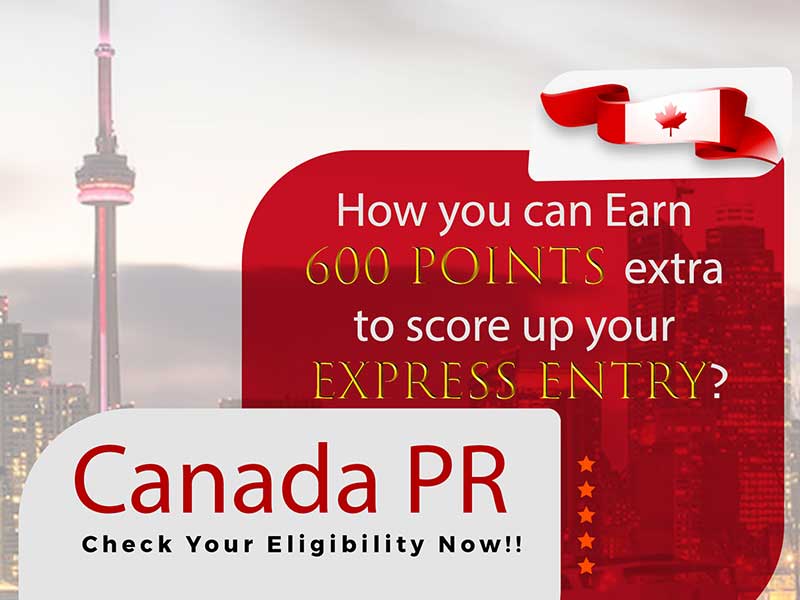 How you can Earn
600 POINTS extra
to score up your
EXPRESS ENTRY?
Canada PR
Check Your Eligibility Now!!